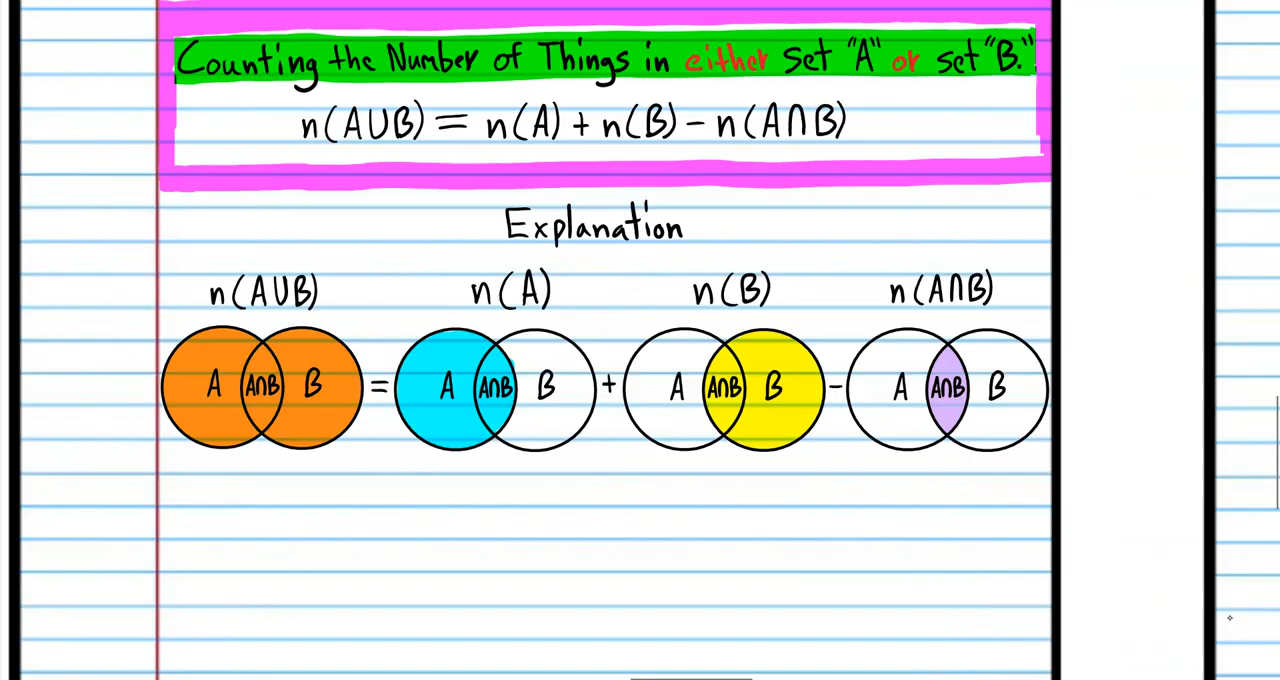 Counting the Number of Things in either Set "A" or set "B."
n(A∪B) = n(A) + n(B) − n(A∩B)
Explanation
n(A∪B) n(A) n(B) n(A∩B)
A A∩B B = A A∩B B + A A∩B B − A A∩B B